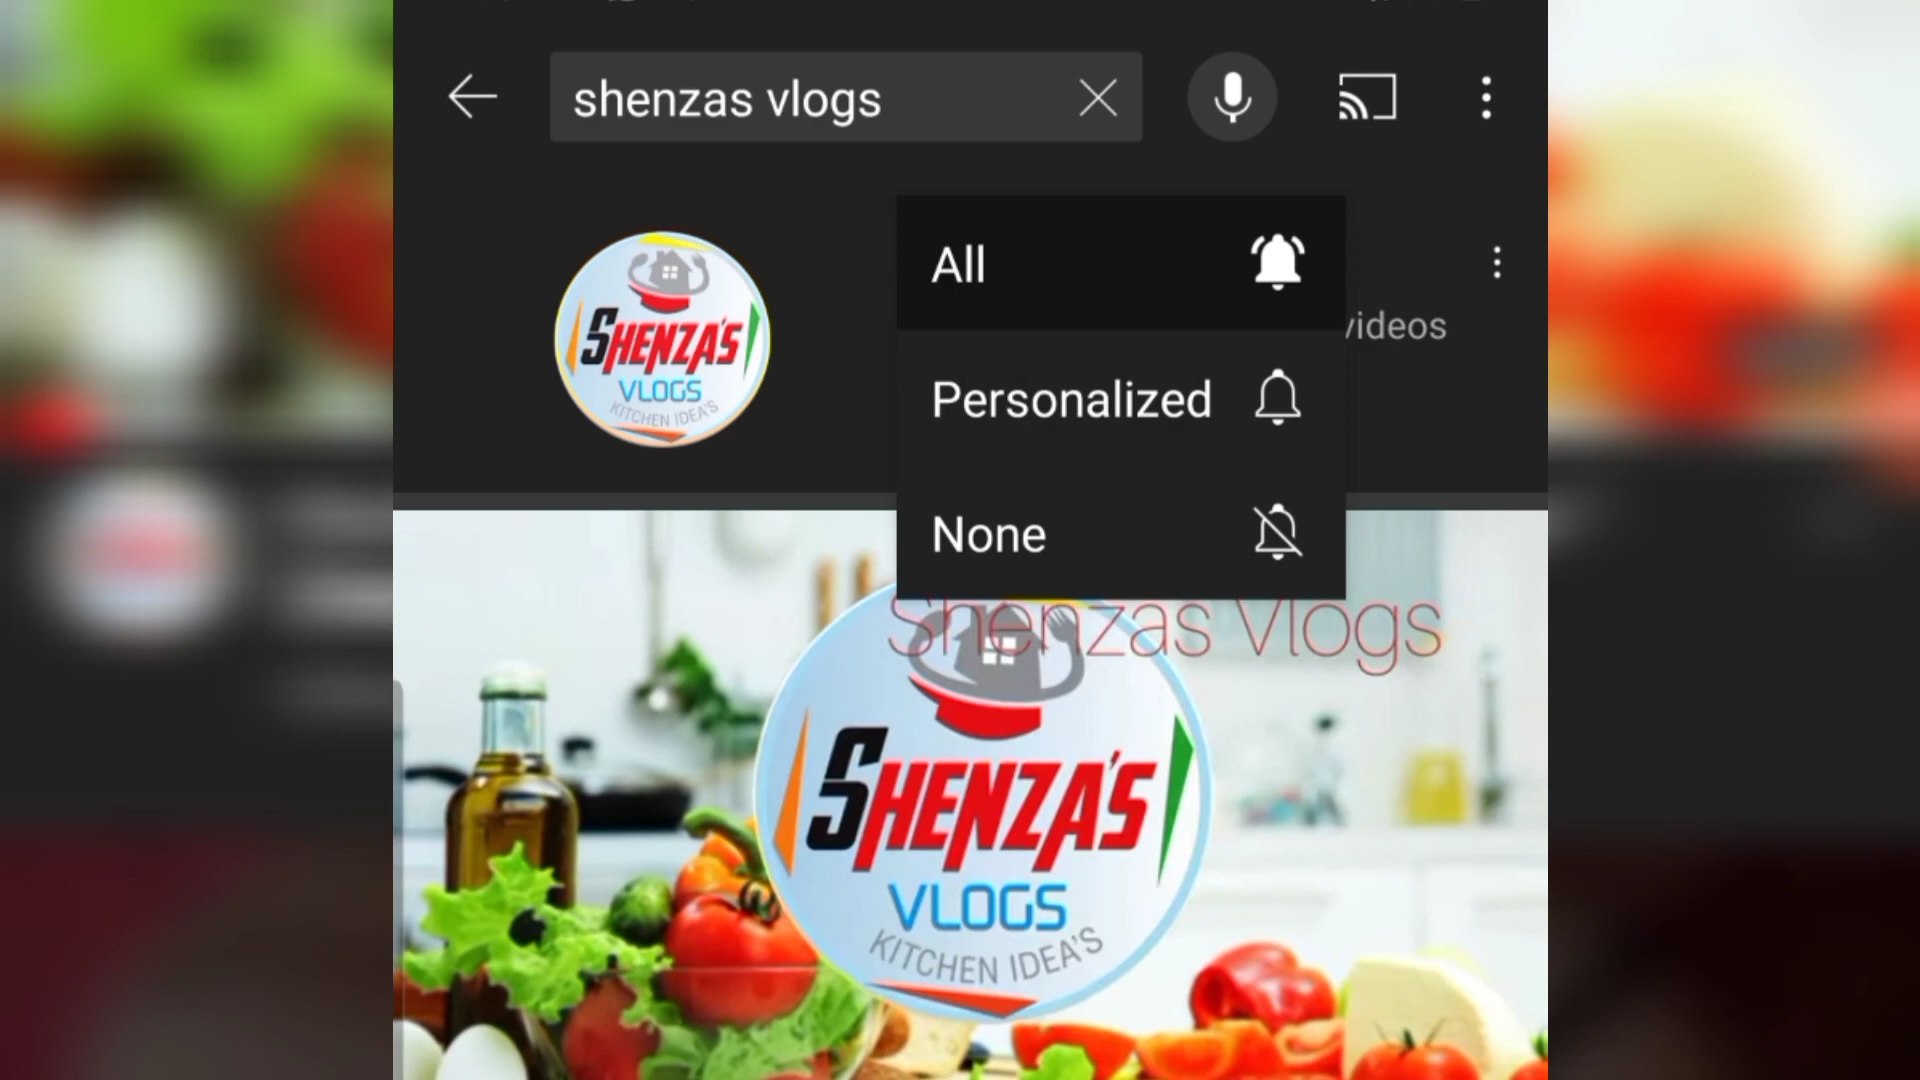 shenzas vlogs
All
videos
Personalized
None
SHENZA'S
VLOGS
KITCHEN IDEA'S
Shenzas Vlogs
SHENZA'S
VLOGS
KITCHEN IDEA'S